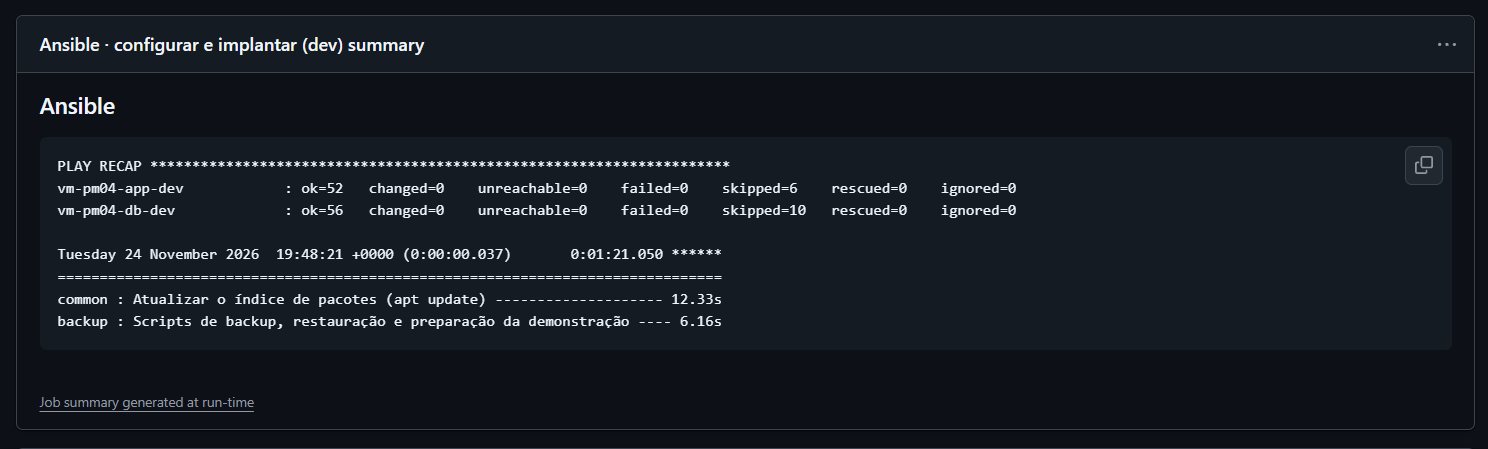 Ansible · configurar e implantar (dev) summary
Ansible
PLAY RECAP *********************************************************************
vm-pm04-app-dev            : ok=52   changed=0    unreachable=0    failed=0    skipped=6    rescued=0    ignored=0
vm-pm04-db-dev             : ok=56   changed=0    unreachable=0    failed=0    skipped=10   rescued=0    ignored=0
Tuesday 24 November 2026  19:48:21 +0000 (0:00:00.037)       0:01:21.050 ******
===============================================================================
common : Atualizar o índice de pacotes (apt update) -------------------- 12.33s
backup : Scripts de backup, restauração e preparação da demonstração ---- 6.16s
Job summary generated at run-time